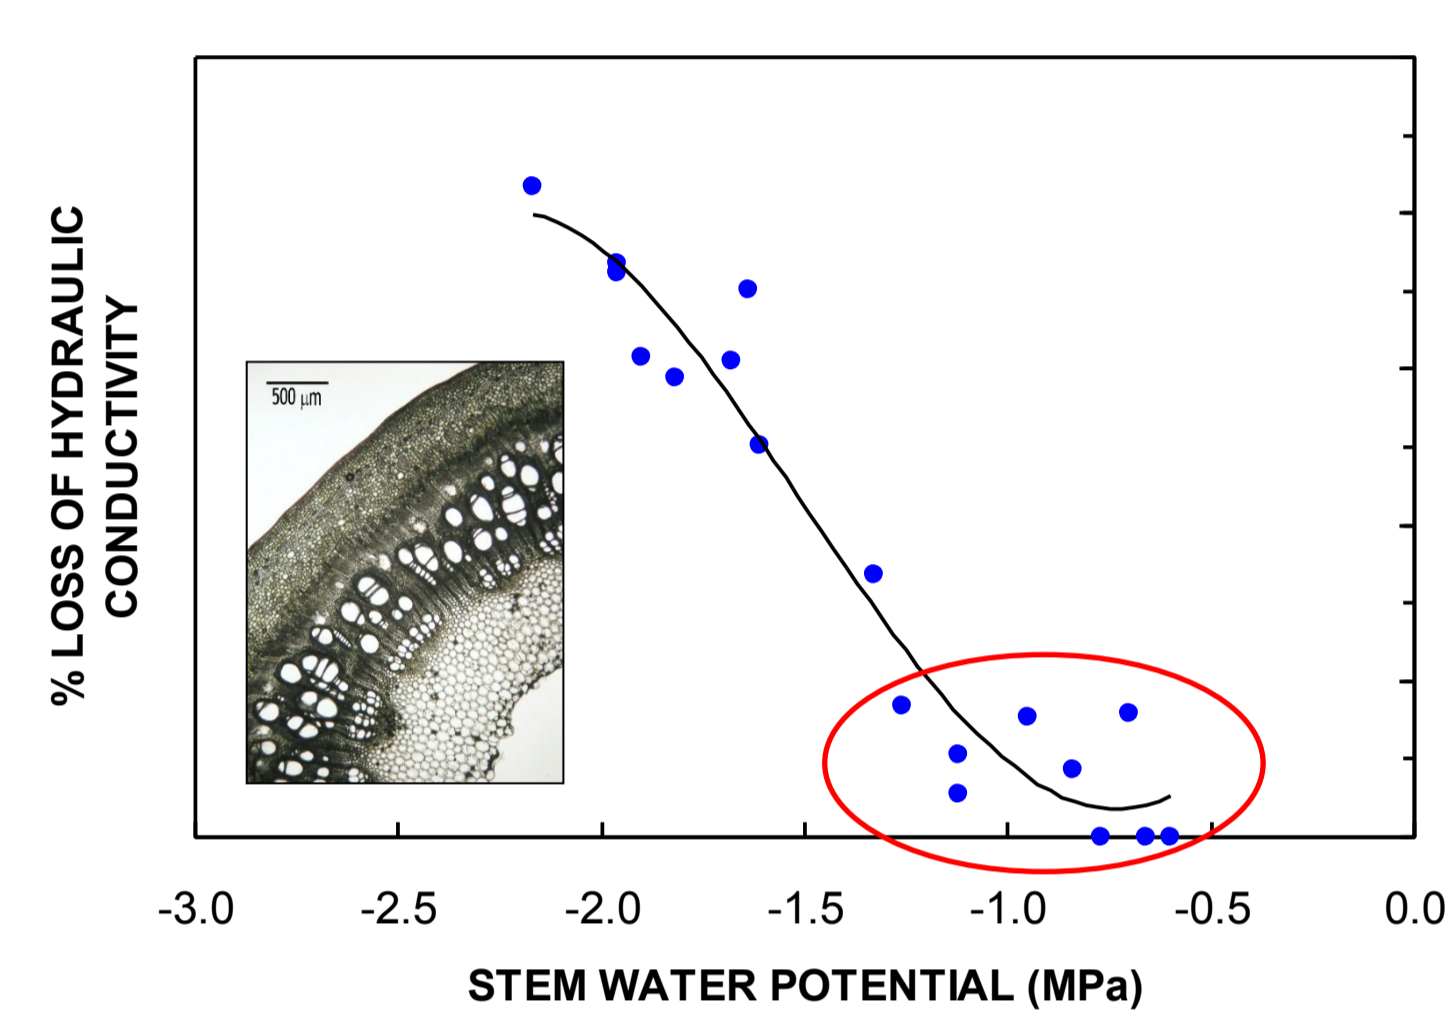 % LOSS OF HYDRAULIC
CONDUCTIVITY
500 μm
-3.0 -2.5 -2.0 -1.5 -1.0 -0.5 0.0
STEM WATER POTENTIAL (MPa)